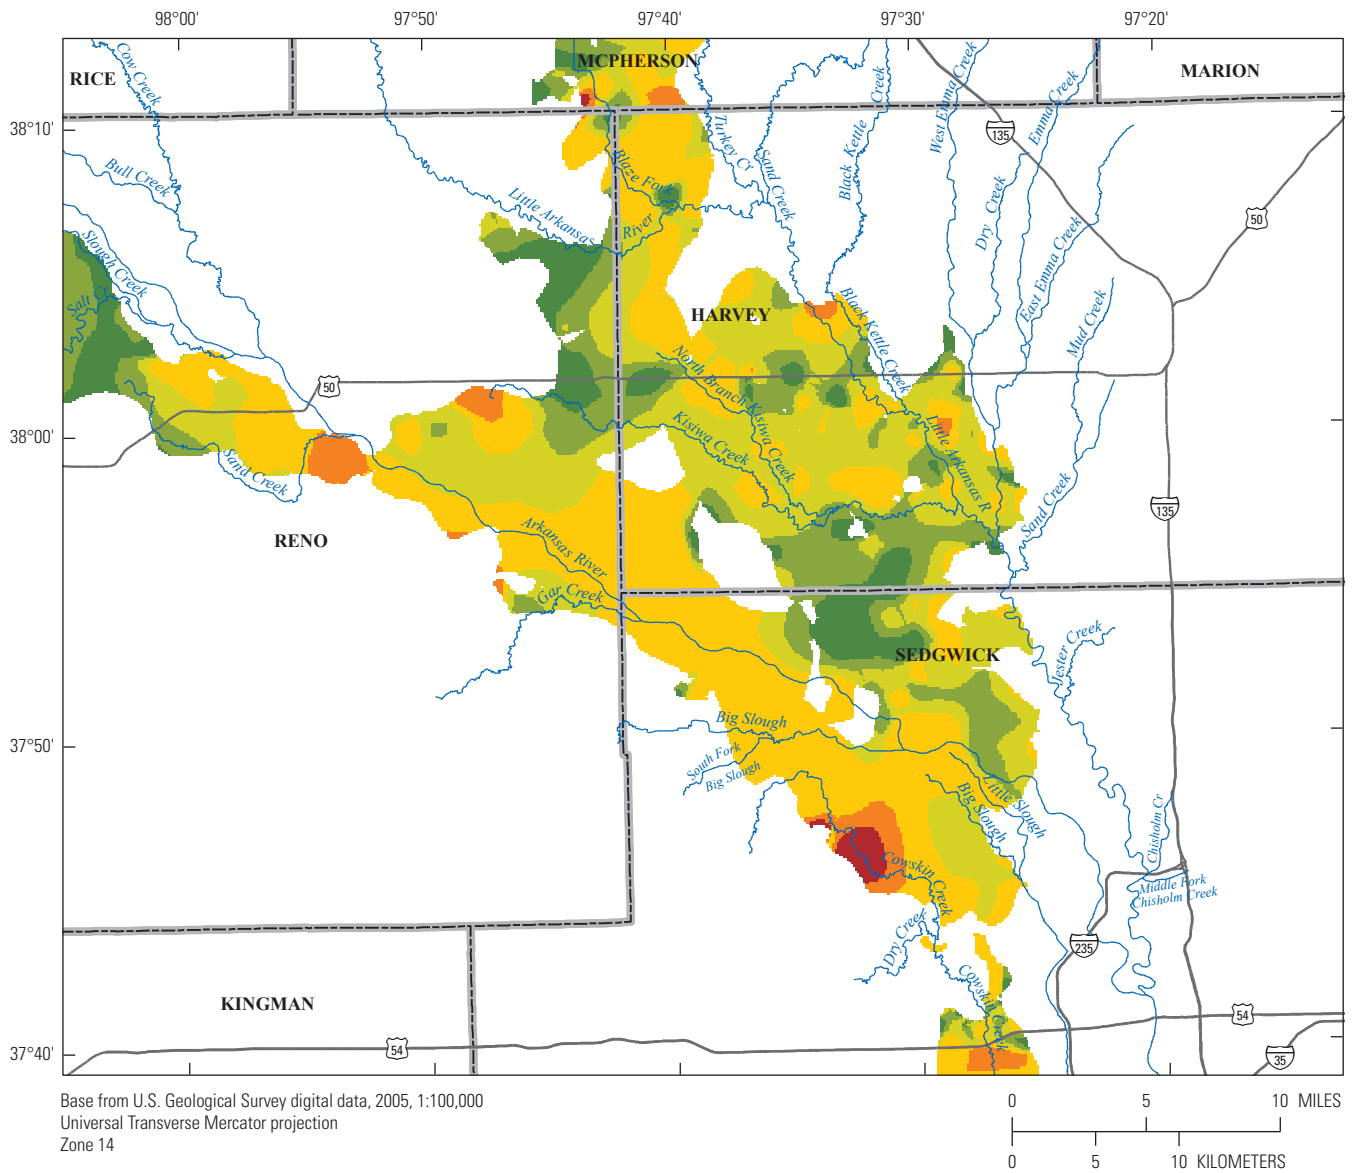 98°00' 97°50' 97°40' 97°30' 97°20'
RICE
MCPHERSON
MARION
Cow Creek
Turkey Cr
Sand Creek
Black Kettle Creek
West Emma Creek
Emma Creek
135
38°10'
Bull Creek
Blaze Fork
Little Arkansas River
Dry Creek
50
East Emma Creek
Slough Creek
Salt Cr
Mud Creek
HARVEY
Black Kettle Creek
North Branch Kisiwa Creek
50
Kisiwa Creek
Little Arkansas R
38°00'
Sand Creek
Sand Creek
135
RENO
Arkansas River
Gar Creek
SEDGWICK
Jester Creek
37°50'
Big Slough
South Fork
Big Slough
Little Slough
Big Slough
Chisholm Cr
Cowskin Creek
Middle Fork
Chisholm Creek
Dry Creek
235
Cowskin Creek
KINGMAN
54
54
35
37°40'
Base from U.S. Geological Survey digital data, 2005, 1:100,000
Universal Transverse Mercator projection
Zone 14
0 5 10 MILES
0 5 10 KILOMETERS